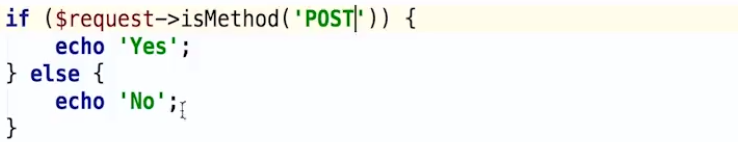 if ($request->isMethod('POST')) {
    echo 'Yes';
} else {
    echo 'No';
}